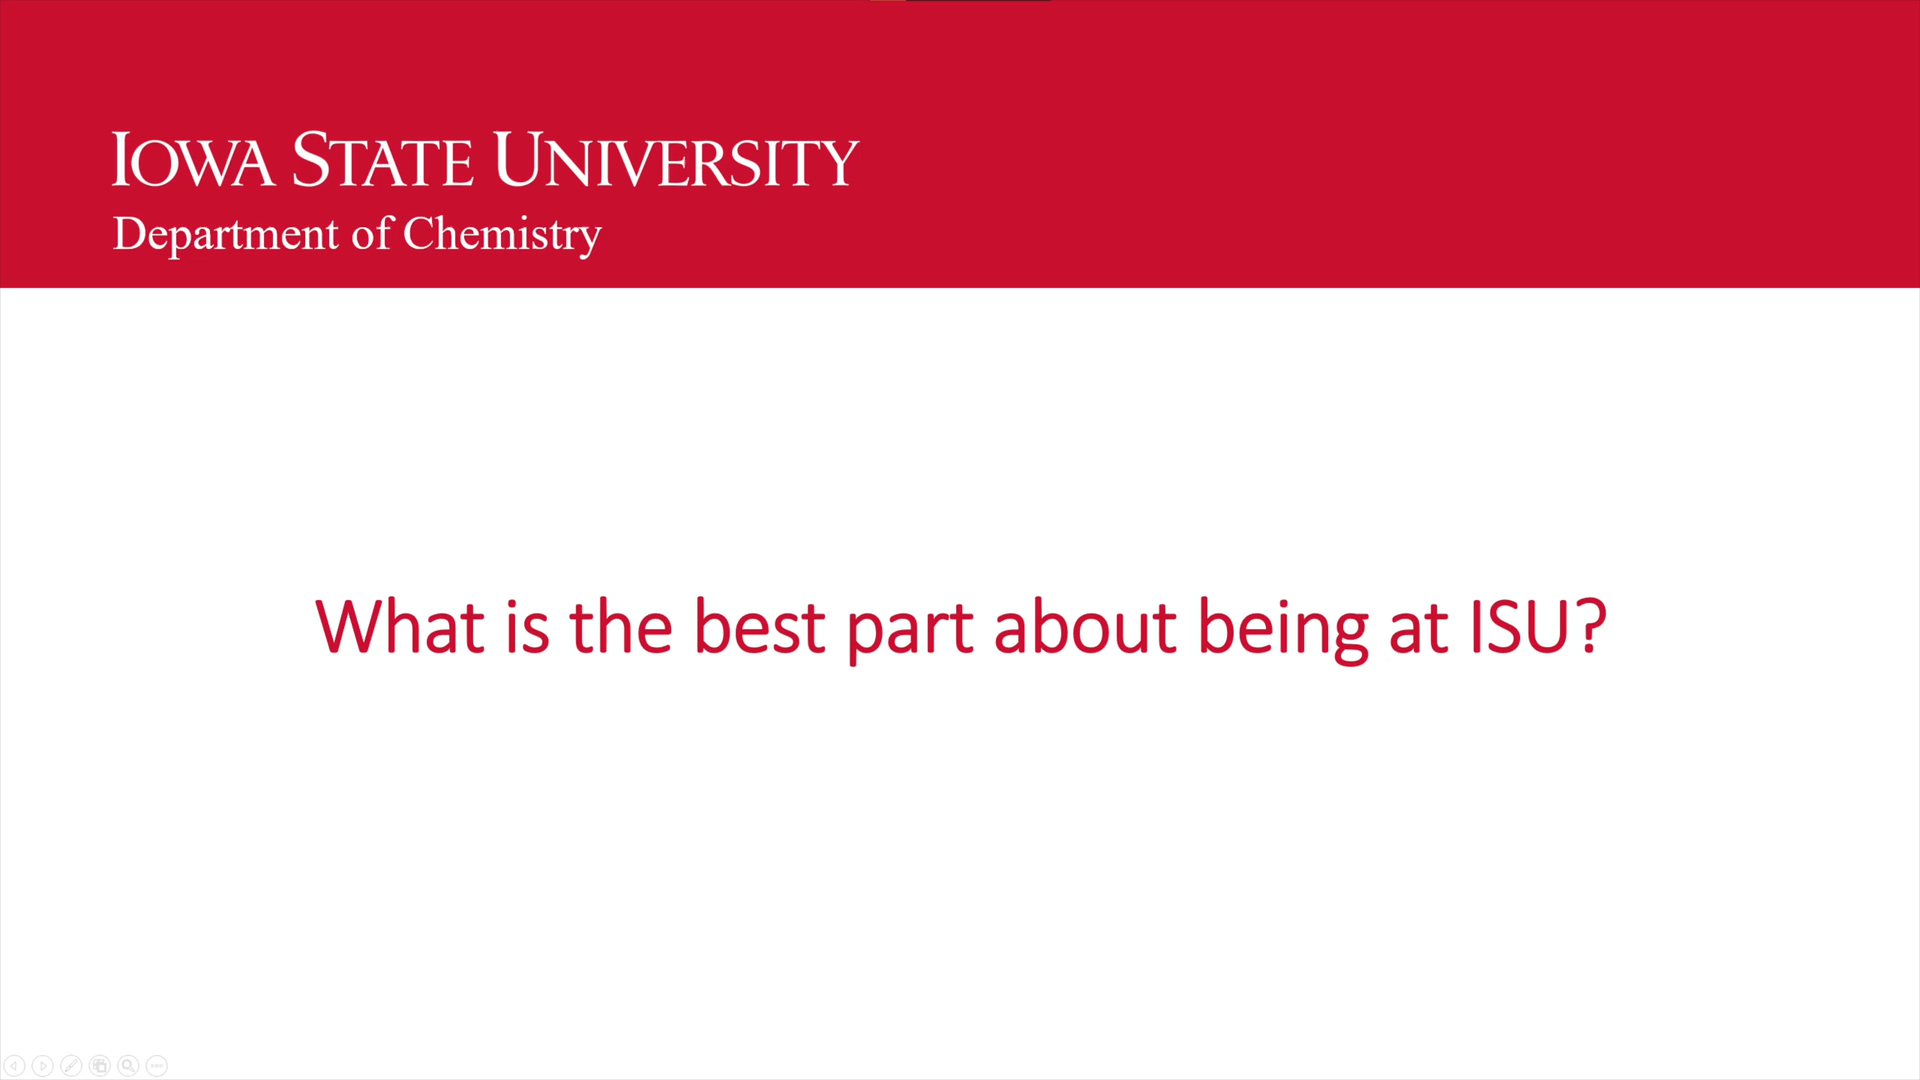 IOWA STATE UNIVERSITY
Department of Chemistry
What is the best part about being at ISU?